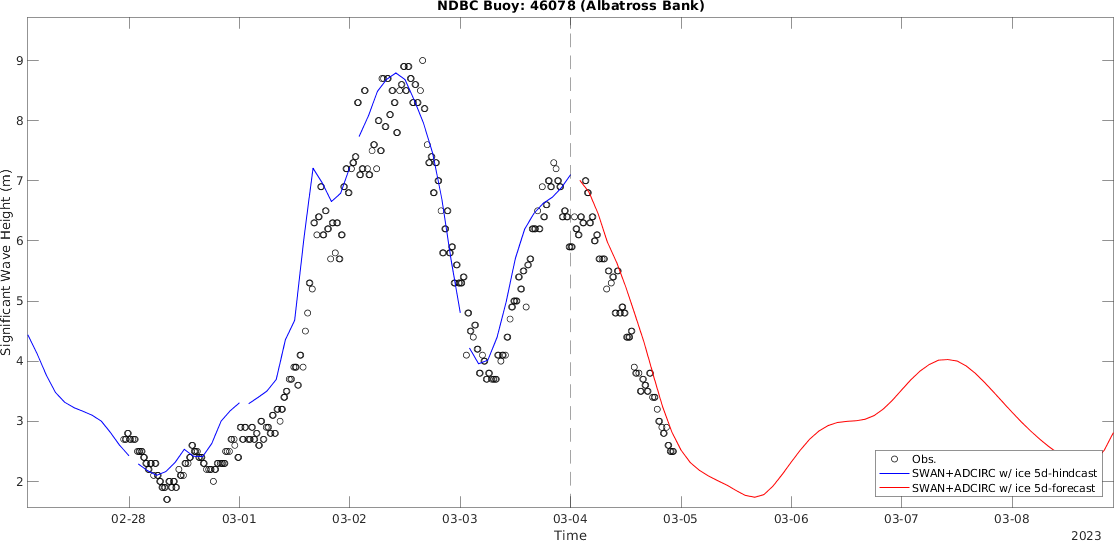 NDBC Buoy: 46078 (Albatross Bank)
Significant Wave Height (m)
9
8
7
6
5
4
3
2
Obs.
SWAN+ADCIRC w/ ice 5d-hindcast
SWAN+ADCIRC w/ ice 5d-forecast
02-28 03-01 03-02 03-03 03-04 03-05 03-06 03-07 03-08
Time
2023